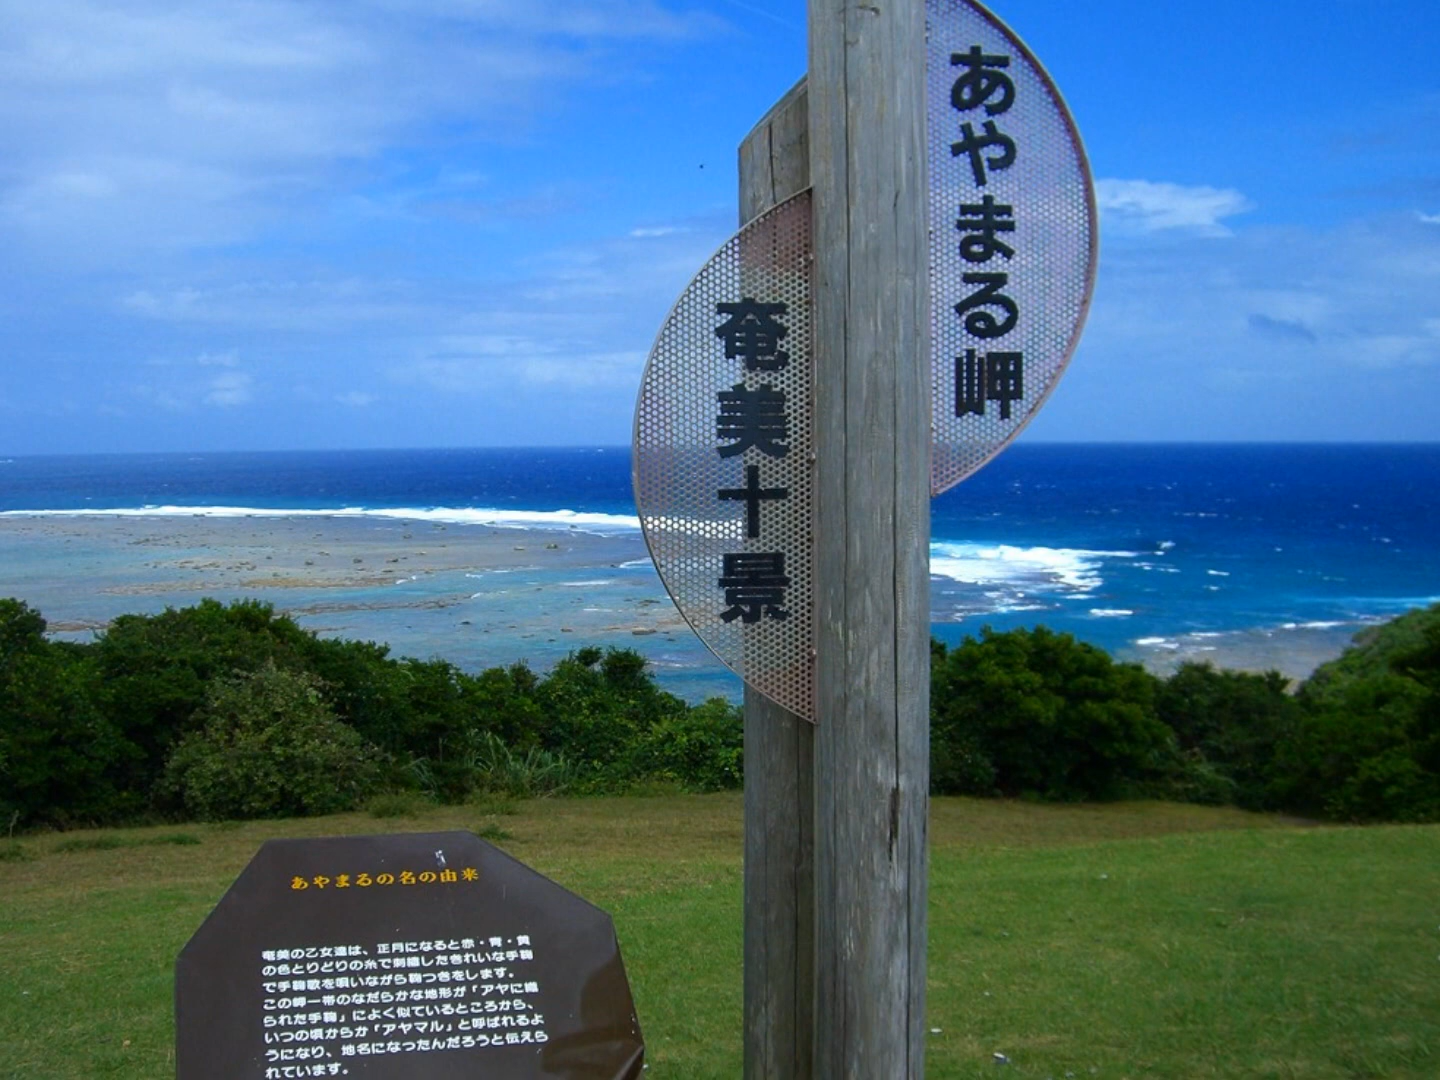 あやまる岬
奄美十景
あやまるの名の由来
奄美の乙女達は、正月になると赤・青・黄
の色とりどりの糸で刺繍したきれいな手鞠
で手鞠歌を唄いながら鞠つきをします。
この岬一帯のなだらかな地形が「アヤに織
られた手鞠」によく似ているところから、
いつの頃からか「アヤマル」と呼ばれるよ
うになり、地名になったんだろうと伝えら
れています。